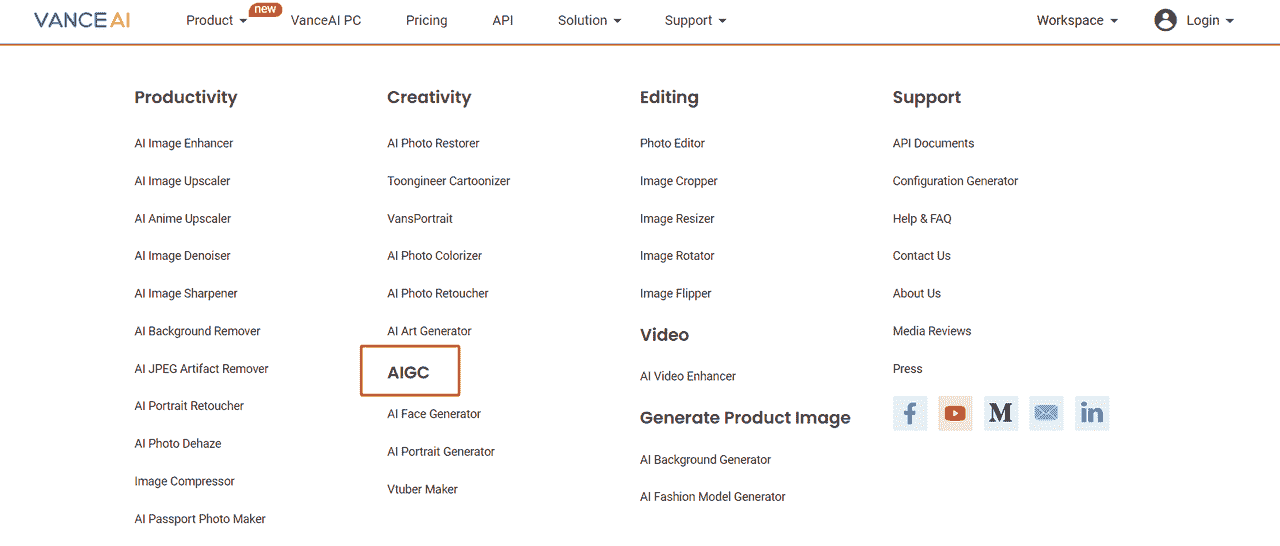 VANCE AI
Product
new
VanceAI PC
Pricing
API
Solution
Support
Workspace
Login
Productivity
AI Image Enhancer
AI Image Upscaler
AI Anime Upscaler
AI Image Denoiser
AI Image Sharpener
AI Background Remover
AI JPEG Artifact Remover
AI Portrait Retoucher
AI Photo Dehaze
Image Compressor
AI Passport Photo Maker
Creativity
AI Photo Restorer
Toongineer Cartoonizer
VansPortrait
AI Photo Colorizer
AI Photo Retoucher
AI Art Generator
AIGC
AI Face Generator
AI Portrait Generator
Vtuber Maker
Editing
Photo Editor
Image Cropper
Image Resizer
Image Rotator
Image Flipper
Video
AI Video Enhancer
Generate Product Image
AI Background Generator
AI Fashion Model Generator
Support
API Documents
Configuration Generator
Help & FAQ
Contact Us
About Us
Media Reviews
Press
f
M
in